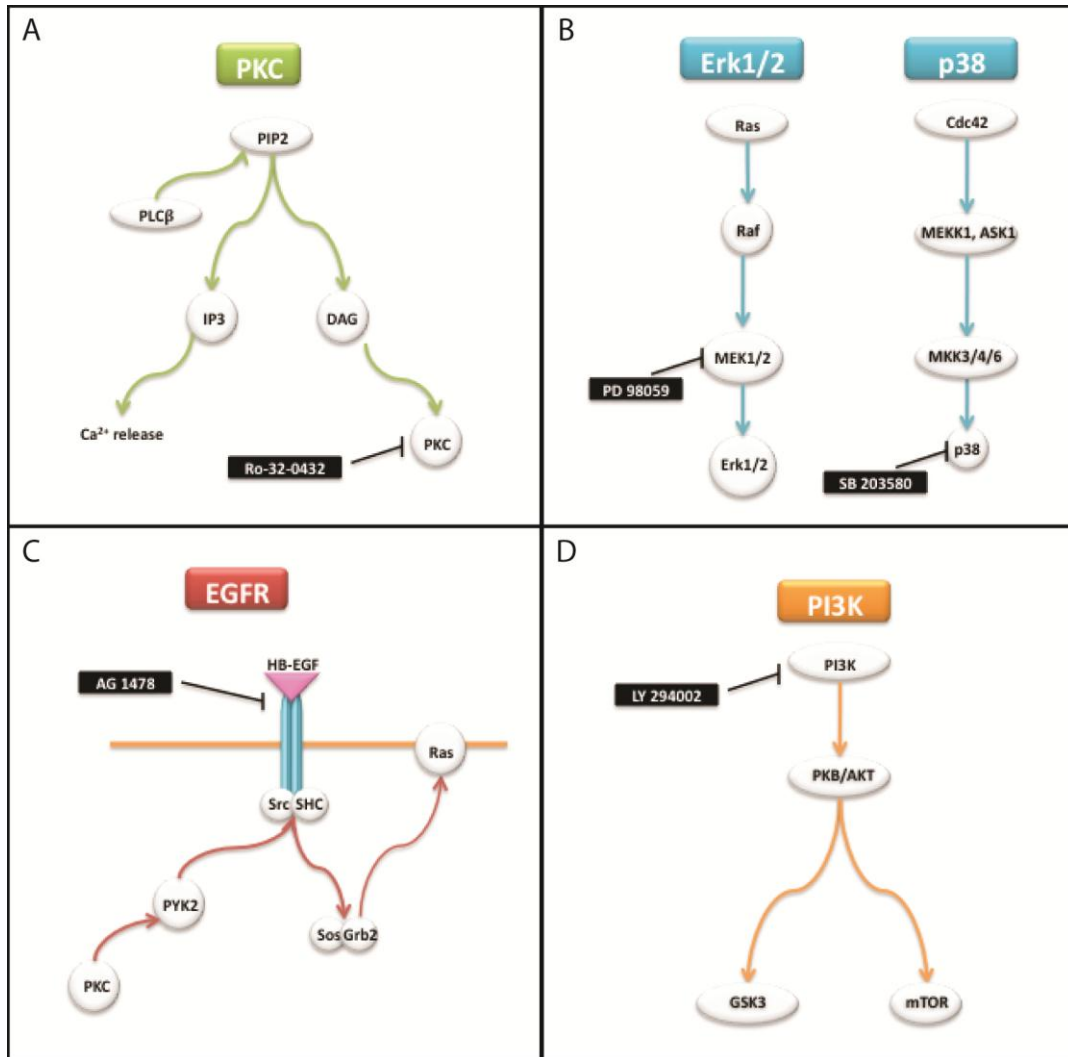 A
PKC
PIP2
PLCβ
IP3
DAG
Ca²⁺ release
PKC
Ro-32-0432
B
Erk1/2
p38
Ras
Cdc42
Raf
MEKK1, ASK1
MEK1/2
MKK3/4/6
PD 98059
Erk1/2
p38
SB 203580
C
EGFR
HB-EGF
AG 1478
Ras
Src SHC
PYK2
Sos Grb2
PKC
D
PI3K
PI3K
LY 294002
PKB/AKT
GSK3
mTOR